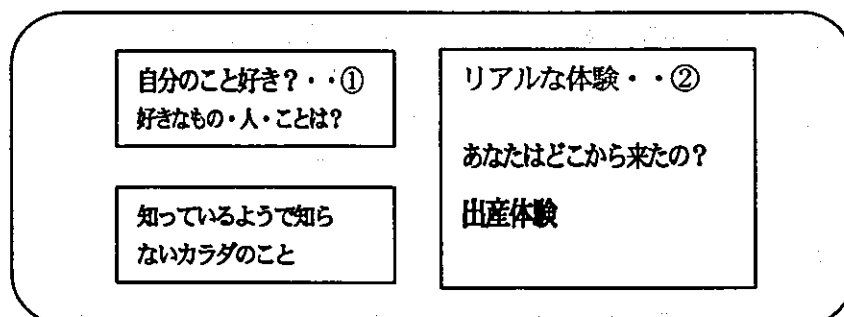 自分のこと好き?・・①
好きなもの・人・ことは?
知っているようで知ら
ないカラダのこと
リアルな体験・・②
あなたはどこから来たの?
出産体験